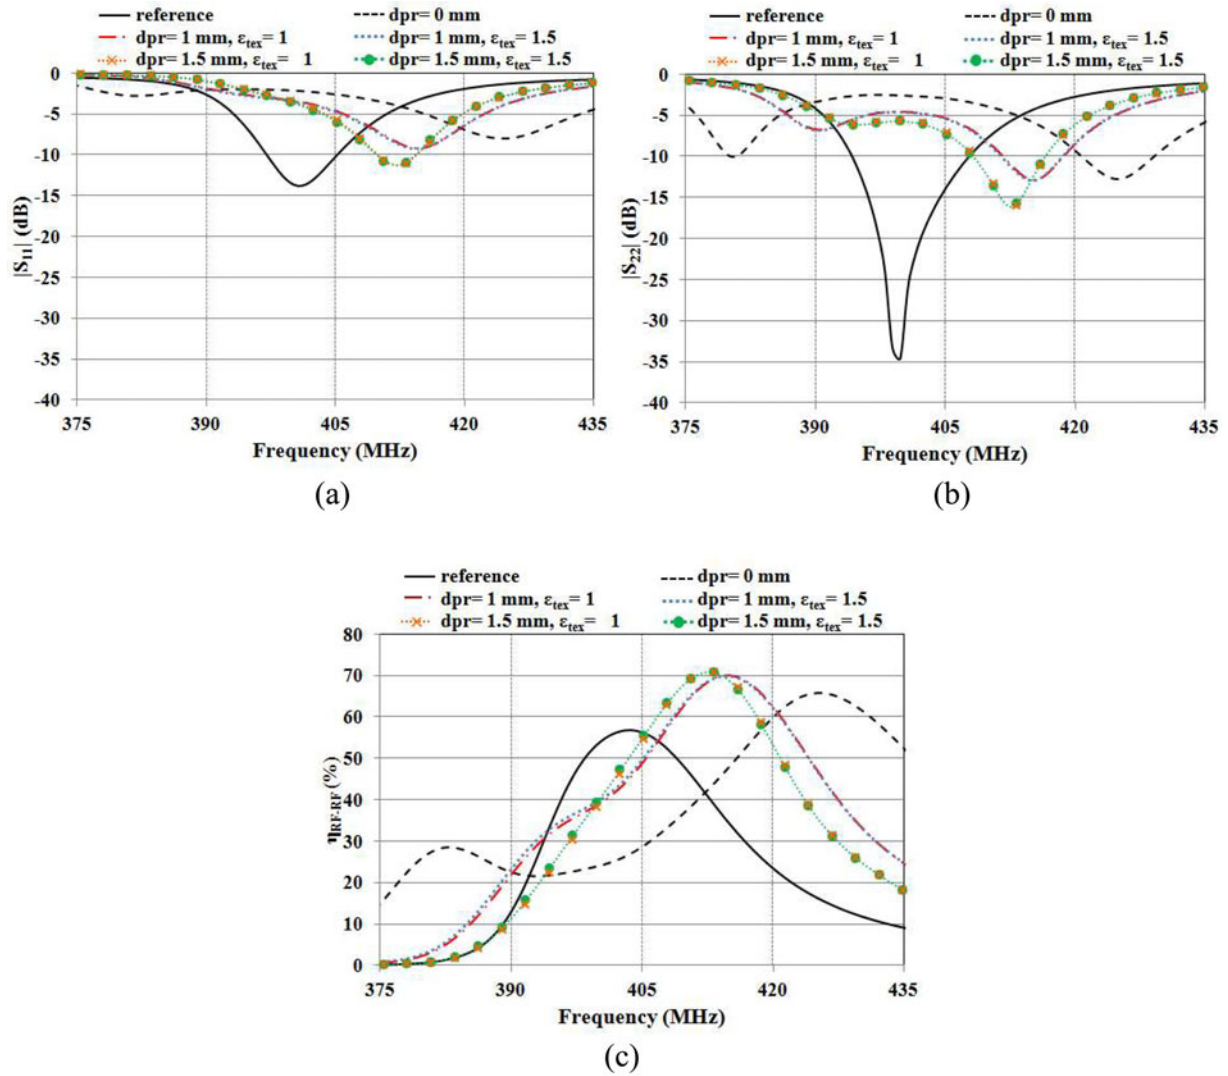 reference
dpr= 0 mm
dpr= 1 mm, εtex= 1
dpr= 1 mm, εtex= 1.5
dpr= 1.5 mm, εtex= 1
dpr= 1.5 mm, εtex= 1.5
0
-5
-10
-15
-20
-25
-30
-35
-40
|S11| (dB)
375
390
405
420
435
Frequency (MHz)
(a)
reference
dpr= 0 mm
dpr= 1 mm, εtex= 1
dpr= 1 mm, εtex= 1.5
dpr= 1.5 mm, εtex= 1
dpr= 1.5 mm, εtex= 1.5
0
-5
-10
-15
-20
-25
-30
-35
-40
|S22| (dB)
375
390
405
420
435
Frequency (MHz)
(b)
reference
dpr= 0 mm
dpr= 1 mm, εtex= 1
dpr= 1 mm, εtex= 1.5
dpr= 1.5 mm, εtex= 1
dpr= 1.5 mm, εtex= 1.5
80
70
60
50
40
30
20
10
0
ηRF-RF (%)
375
390
405
420
435
Frequency (MHz)
(c)